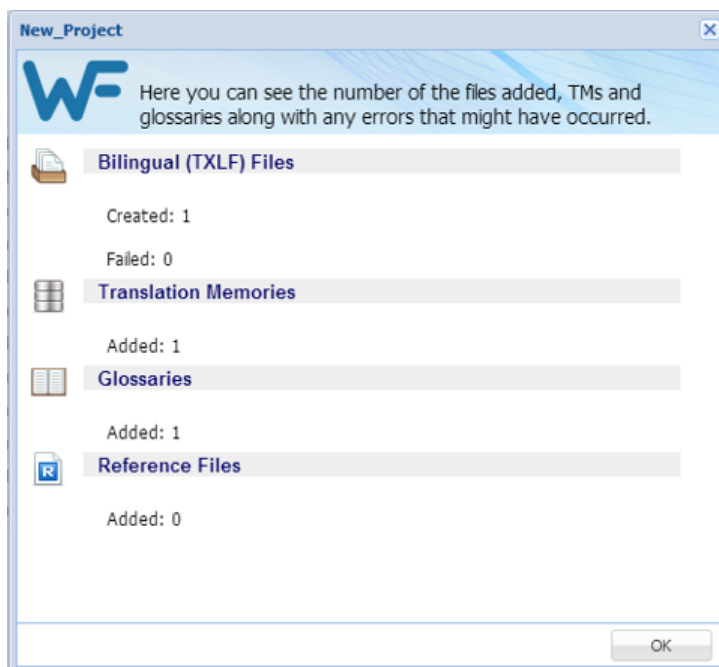 New_Project
WF
Here you can see the number of the files added, TMs and
glossaries along with any errors that might have occurred.
Bilingual (TXLF) Files
Created: 1
Failed: 0
Translation Memories
Added: 1
Glossaries
Added: 1
R
Reference Files
Added: 0
OK